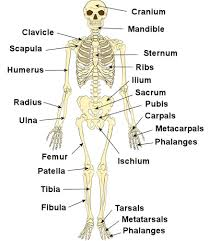 Cranium
Mandible
Clavicle
Scapula
Sternum
Ribs
Humerus
Ilium
Sacrum
Pubis
Radius
Carpals
Ulna
Metacarpals
Phalanges
Femur
Ischium
Patella
Tibia
Fibula
Tarsals
Metatarsals
Phalanges